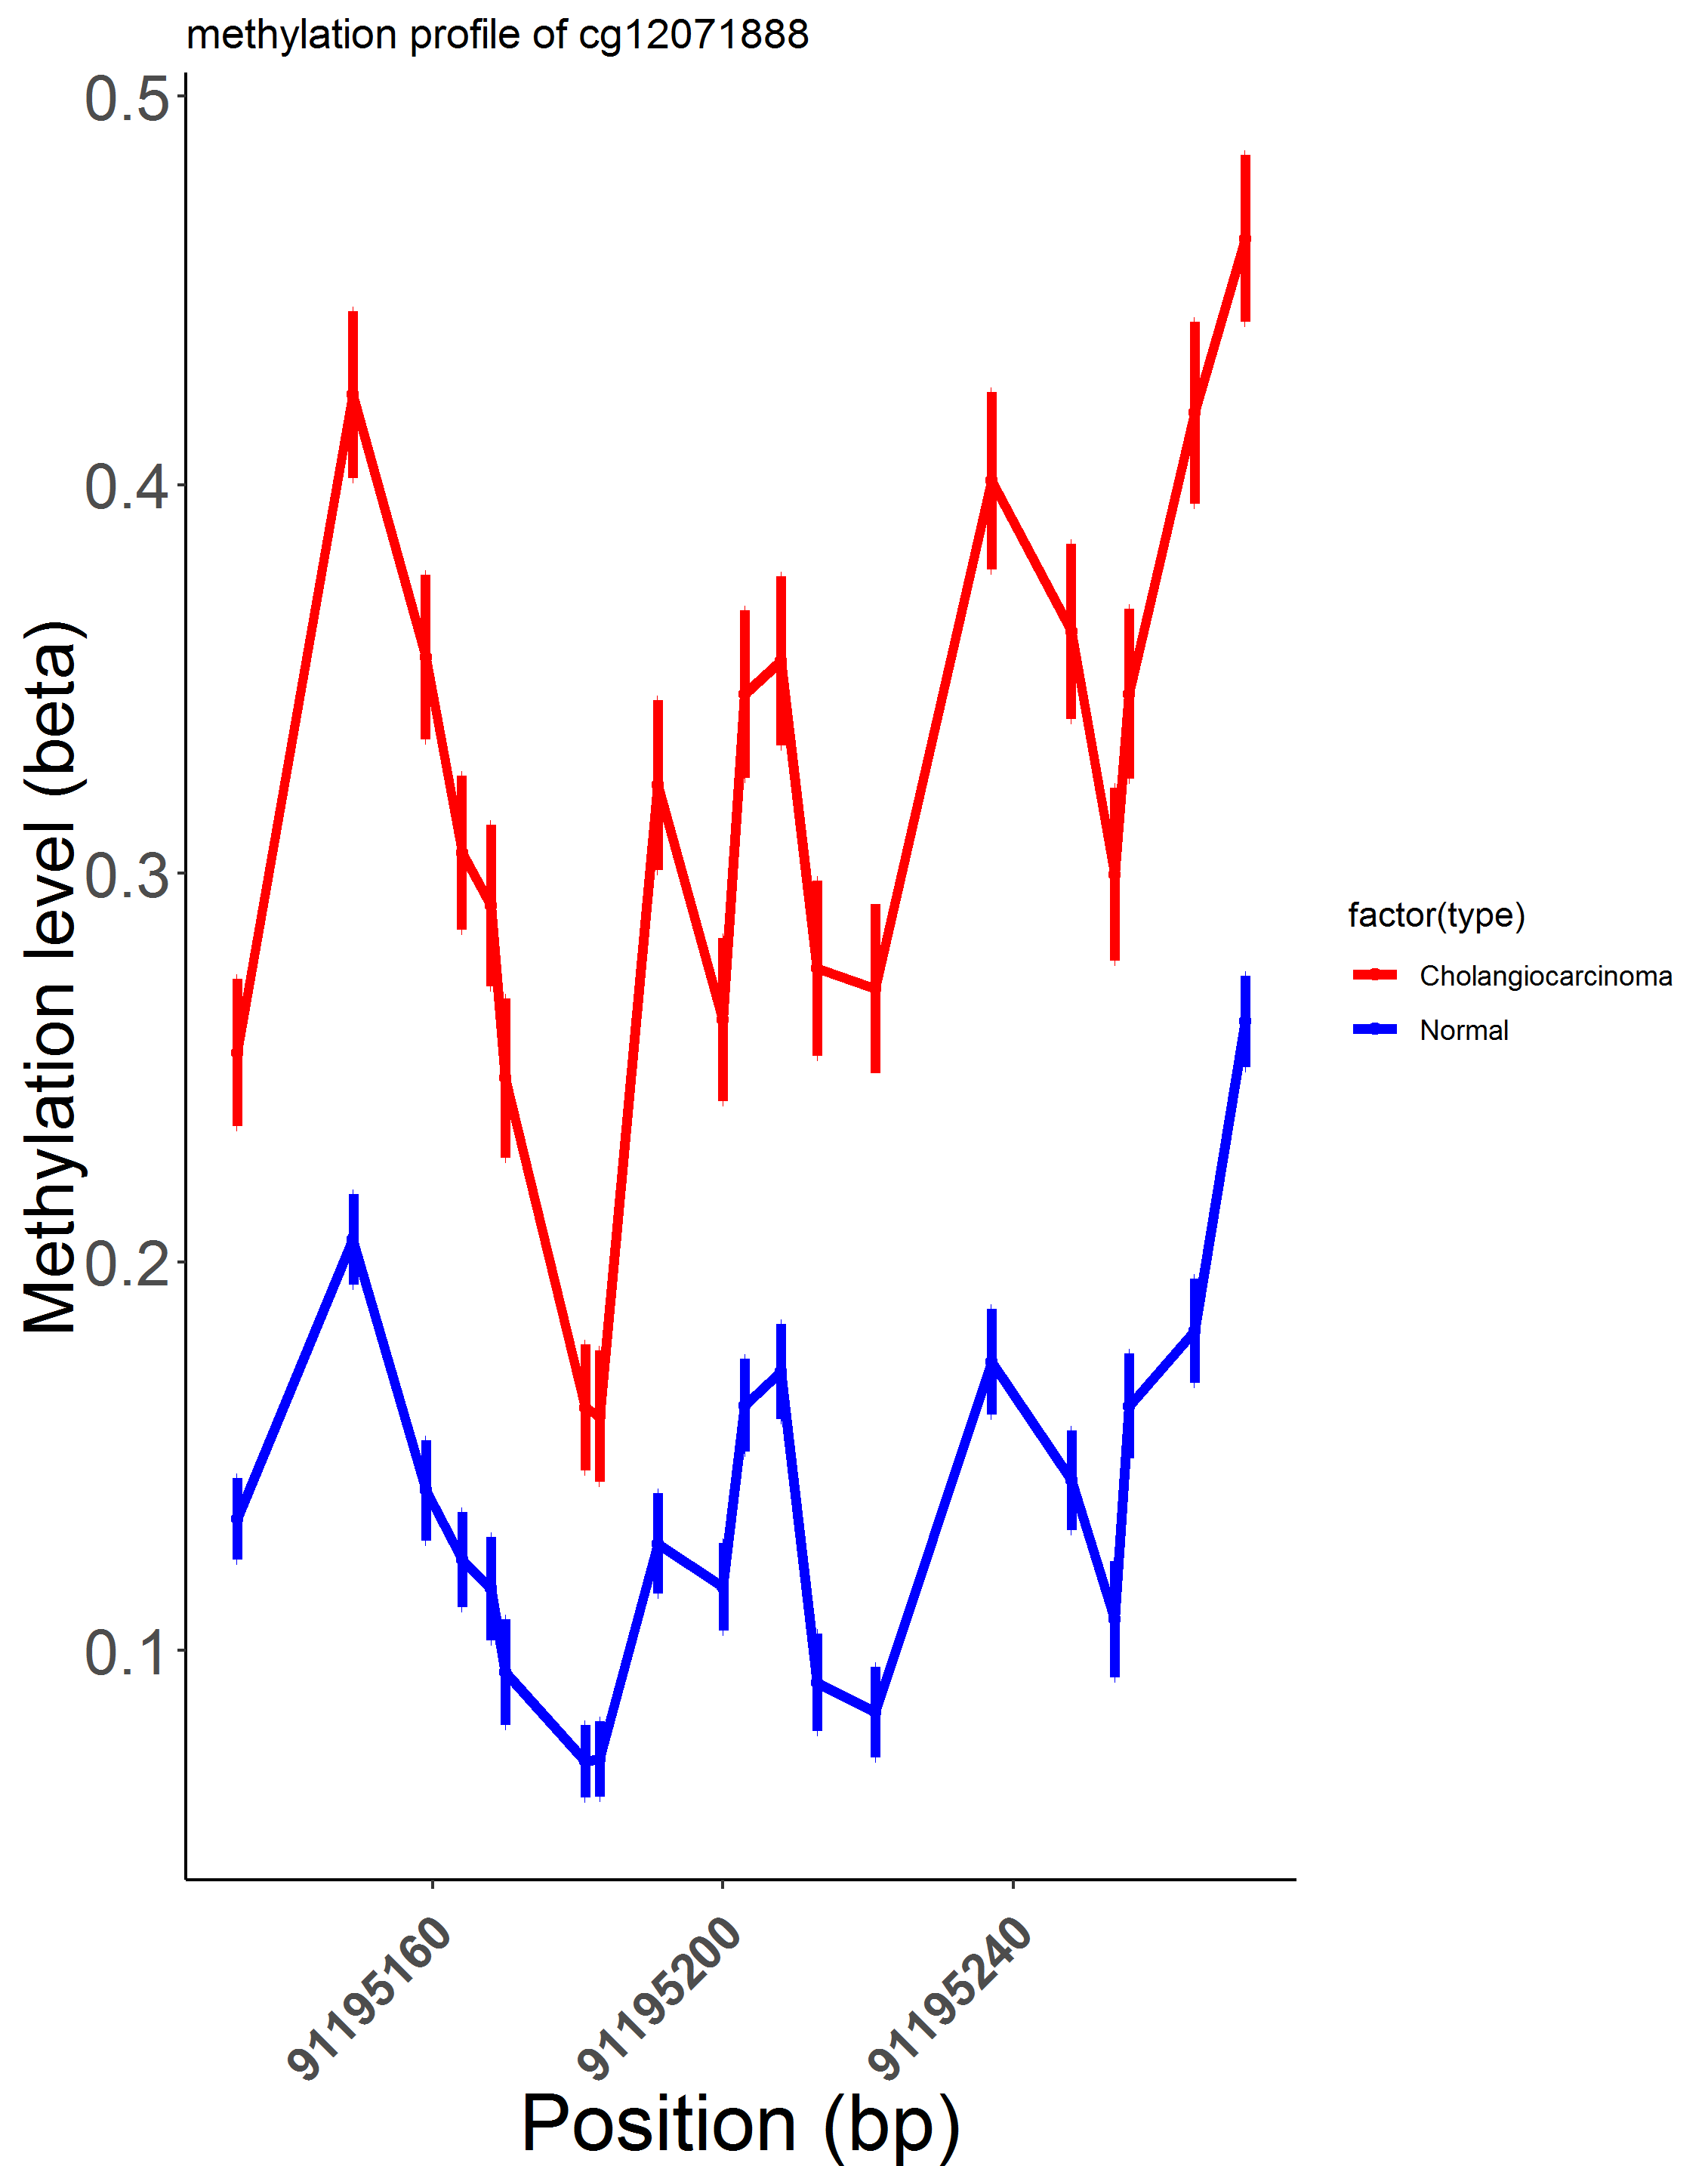 methylation profile of cg12071888
0.5
0.4
0.3
0.2
0.1
Methylation level (beta)
91195160
91195200
91195240
Position (bp)
factor(type)
Cholangiocarcinoma
Normal